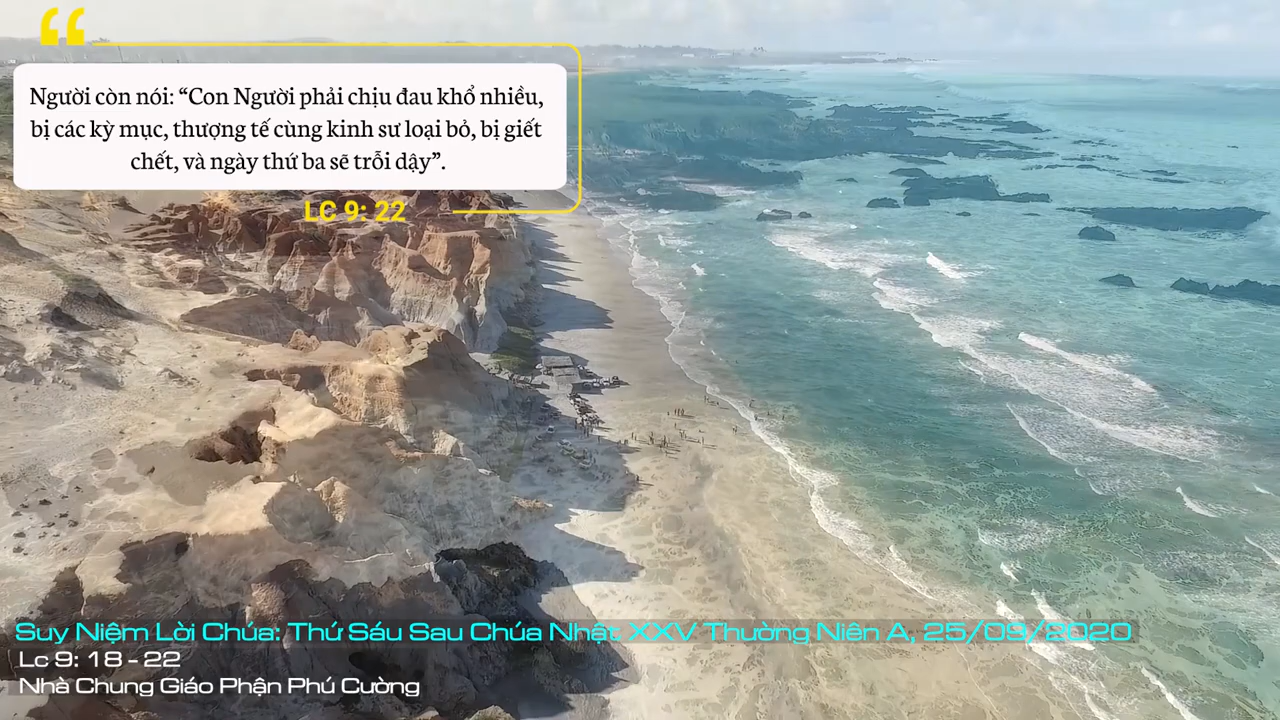 Người còn nói: “Con Người phải chịu đau khổ nhiều,
bị các kỳ mục, thượng tế cùng kinh sư loại bỏ, bị giết
chết, và ngày thứ ba sẽ trỗi dậy”.
LC 9: 22
Suy Niệm Lời Chúa: Thứ Sáu Sau Chúa Nhật XXV Thường Niên A, 25/09/2020
Lc 9: 18 - 22
Nhà Chung Giáo Phận Phú Cường